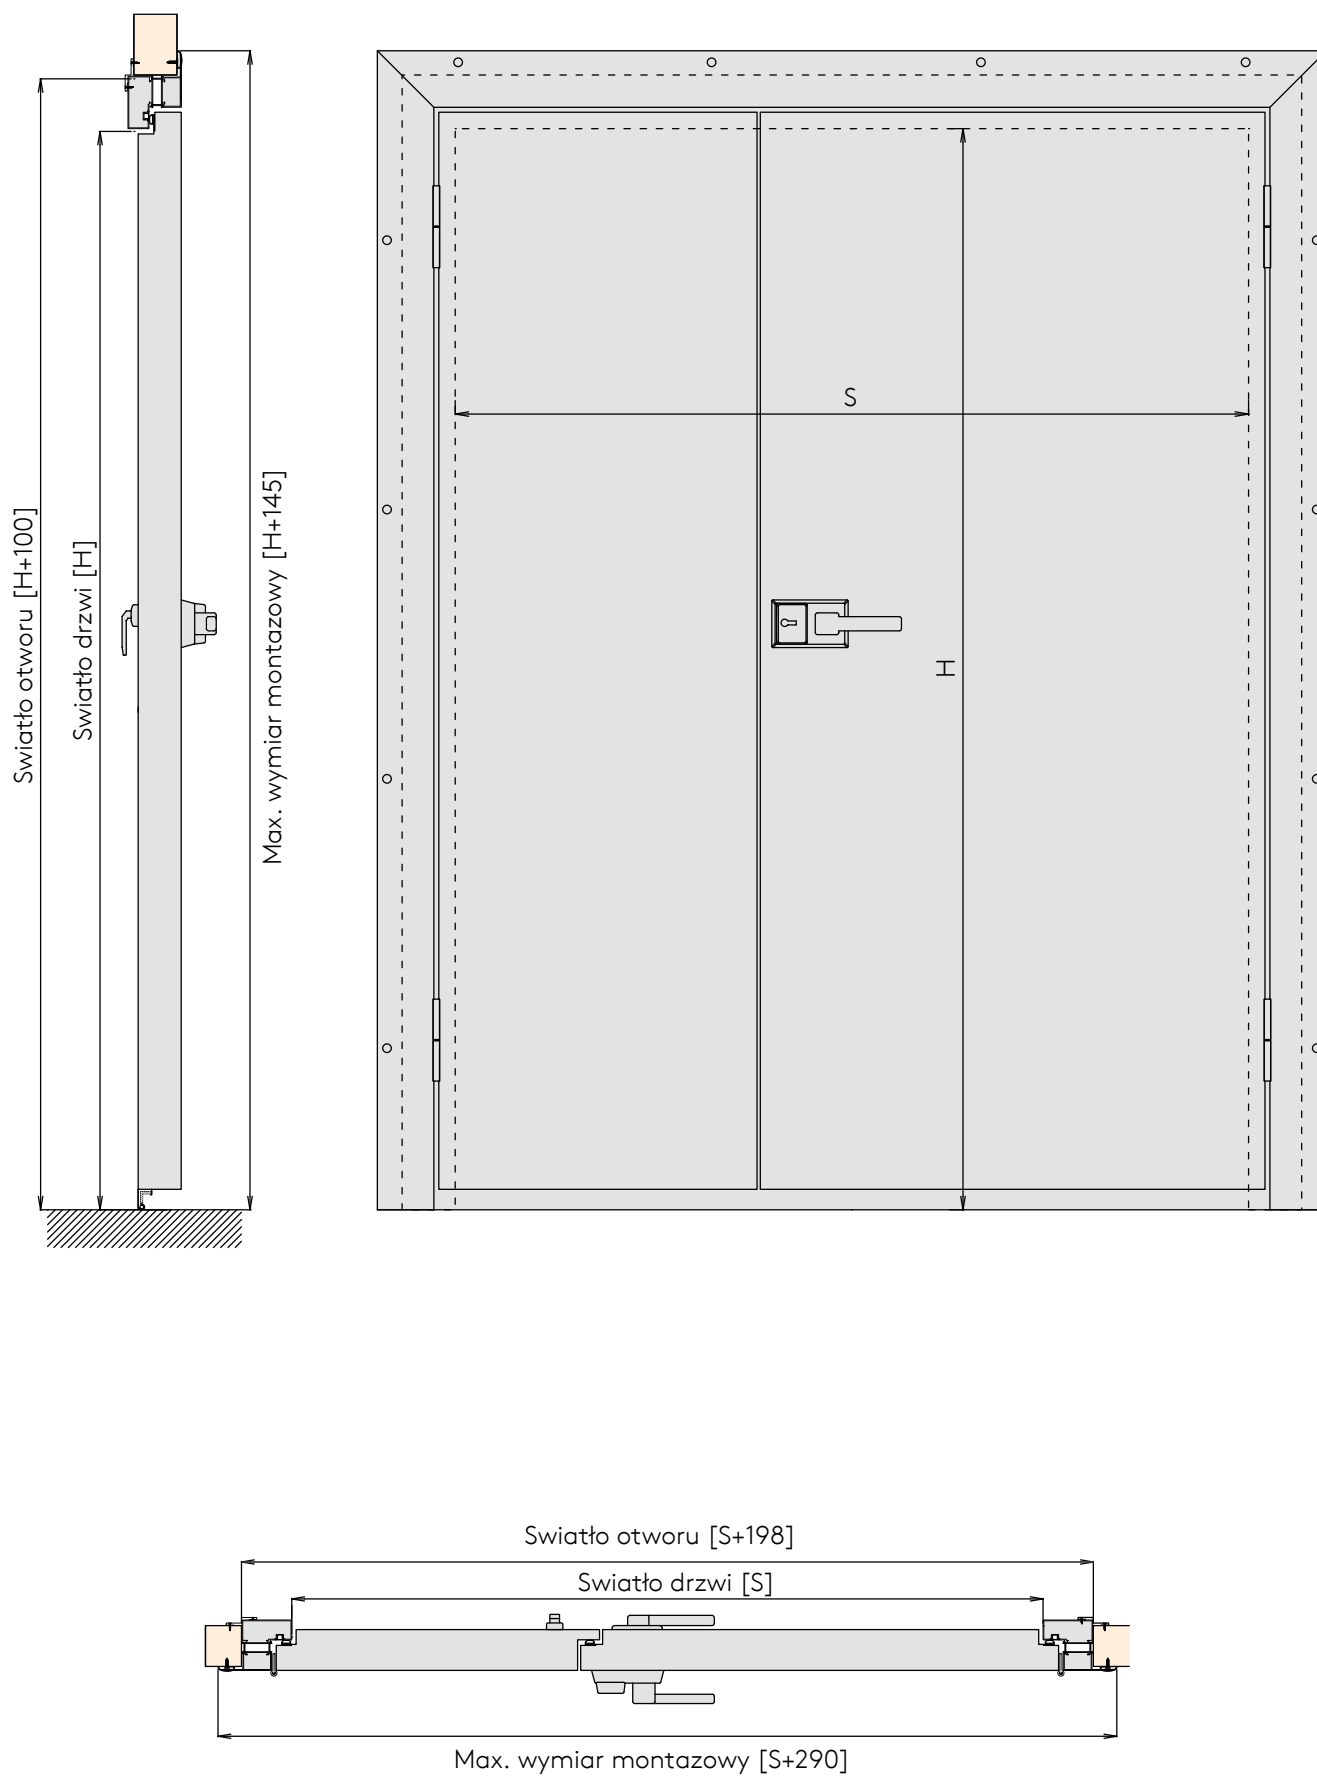 Swiatło otworu [H+100]
Swiatło drzwi [H]
Max. wymiar montazowy [H+145]
S
H
Swiatło otworu [S+198]
Swiatło drzwi [S]
Max. wymiar montazowy [S+290]